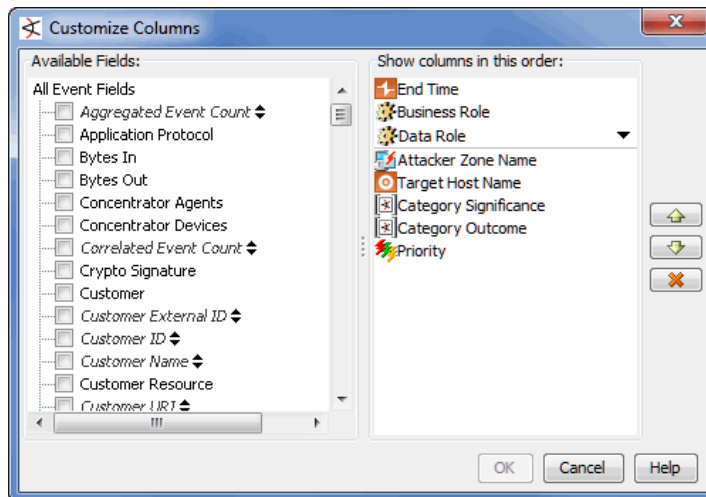 Customize Columns
Available Fields:
All Event Fields
Aggregated Event Count
Application Protocol
Bytes In
Bytes Out
Concentrator Agents
Concentrator Devices
Correlated Event Count
Crypto Signature
Customer
Customer External ID
Customer ID
Customer Name
Customer Resource
Customer URI
Show columns in this order:
End Time
Business Role
Data Role
Attacker Zone Name
Target Host Name
Category Significance
Category Outcome
Priority
OK
Cancel
Help